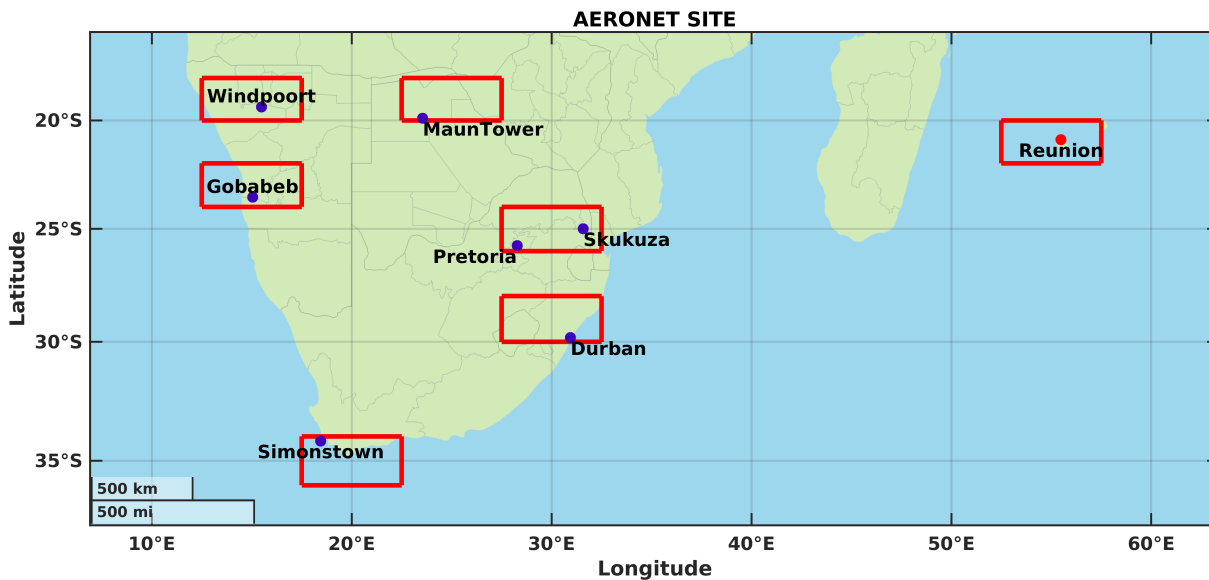 AERONET SITE
Windpoort
MaunTower
20°S
Reunion
Gobabeb
25°S
Skukuza
Pretoria
Latitude
30°S
Durban
Simonstown
35°S
500 km
500 mi
10°E
20°E
30°E
40°E
50°E
60°E
Longitude